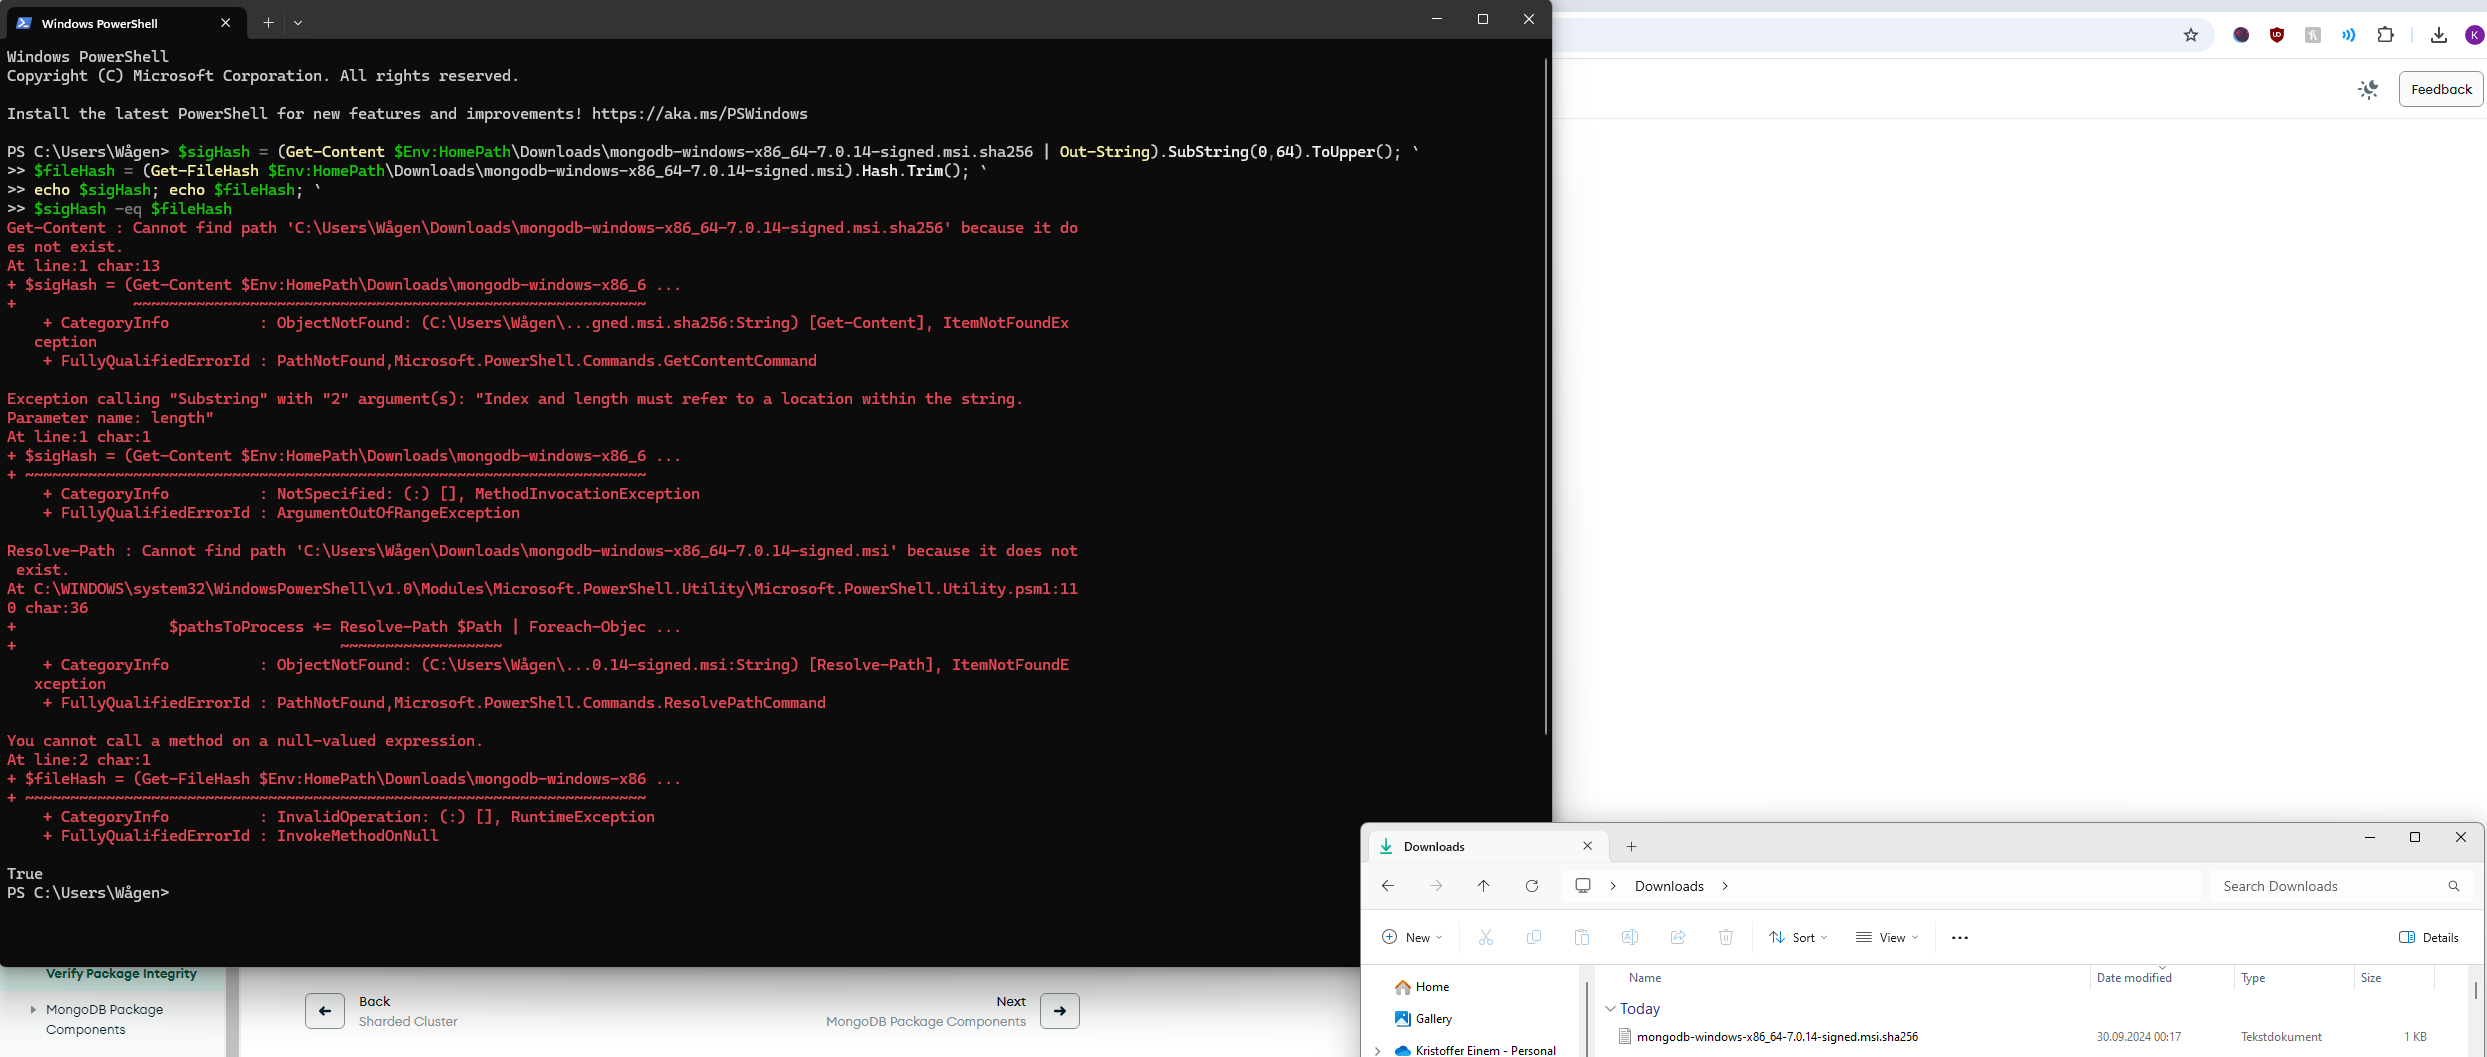 Windows PowerShell
Windows PowerShell
Copyright (C) Microsoft Corporation. All rights reserved.
Install the latest PowerShell for new features and improvements! https://aka.ms/PSWindows
PS C:\Users\Wågen> $sigHash = (Get-Content $Env:HomePath\Downloads\mongodb-windows-x86_64-7.0.14-signed.msi.sha256 | Out-String).SubString(0,64).ToUpper(); `
>> $fileHash = (Get-FileHash $Env:HomePath\Downloads\mongodb-windows-x86_64-7.0.14-signed.msi).Hash.Trim(); `
>> echo $sigHash; echo $fileHash; `
>> $sigHash -eq $fileHash
Get-Content : Cannot find path 'C:\Users\Wågen\Downloads\mongodb-windows-x86_64-7.0.14-signed.msi.sha256' because it do
es not exist.
At line:1 char:13
+ $sigHash = (Get-Content $Env:HomePath\Downloads\mongodb-windows-x86_6 ...
+             ~~~~~~~~~~~~~~~~~~~~~~~~~~~~~~~~~~~~~~~~~~~~~~~~~~~~~~~~~
    + CategoryInfo          : ObjectNotFound: (C:\Users\Wågen\...gned.msi.sha256:String) [Get-Content], ItemNotFoundEx
   ception
    + FullyQualifiedErrorId : PathNotFound,Microsoft.PowerShell.Commands.GetContentCommand
Exception calling "Substring" with "2" argument(s): "Index and length must refer to a location within the string.
Parameter name: length"
At line:1 char:1
+ $sigHash = (Get-Content $Env:HomePath\Downloads\mongodb-windows-x86_6 ...
+ ~~~~~~~~~~~~~~~~~~~~~~~~~~~~~~~~~~~~~~~~~~~~~~~~~~~~~~~~~~~~~~~~~~~~~
    + CategoryInfo          : NotSpecified: (:) [], MethodInvocationException
    + FullyQualifiedErrorId : ArgumentOutOfRangeException
Resolve-Path : Cannot find path 'C:\Users\Wågen\Downloads\mongodb-windows-x86_64-7.0.14-signed.msi' because it does not
 exist.
At C:\WINDOWS\system32\WindowsPowerShell\v1.0\Modules\Microsoft.PowerShell.Utility\Microsoft.PowerShell.Utility.psm1:11
0 char:36
+                 $pathsToProcess += Resolve-Path $Path | Foreach-Objec ...
+                                    ~~~~~~~~~~~~~~~~~~
    + CategoryInfo          : ObjectNotFound: (C:\Users\Wågen\...0.14-signed.msi:String) [Resolve-Path], ItemNotFoundE
   xception
    + FullyQualifiedErrorId : PathNotFound,Microsoft.PowerShell.Commands.ResolvePathCommand
You cannot call a method on a null-valued expression.
At line:2 char:1
+ $fileHash = (Get-FileHash $Env:HomePath\Downloads\mongodb-windows-x86 ...
+ ~~~~~~~~~~~~~~~~~~~~~~~~~~~~~~~~~~~~~~~~~~~~~~~~~~~~~~~~~~~~~~~~~~~~~
    + CategoryInfo          : InvalidOperation: (:) [], RuntimeException
    + FullyQualifiedErrorId : InvokeMethodOnNull
True
PS C:\Users\Wågen>
K
Feedback
Verify Package Integrity
MongoDB Package
Components
Back
Sharded Cluster
Next
MongoDB Package Components
Downloads
Downloads
Search Downloads
New
Sort
View
Details
Home
Gallery
Kristoffer Einem - Personal
Name
Date modified
Type
Size
Today
mongodb-windows-x86_64-7.0.14-signed.msi.sha256
30.09.2024 00:17
Tekstdokument
1 KB